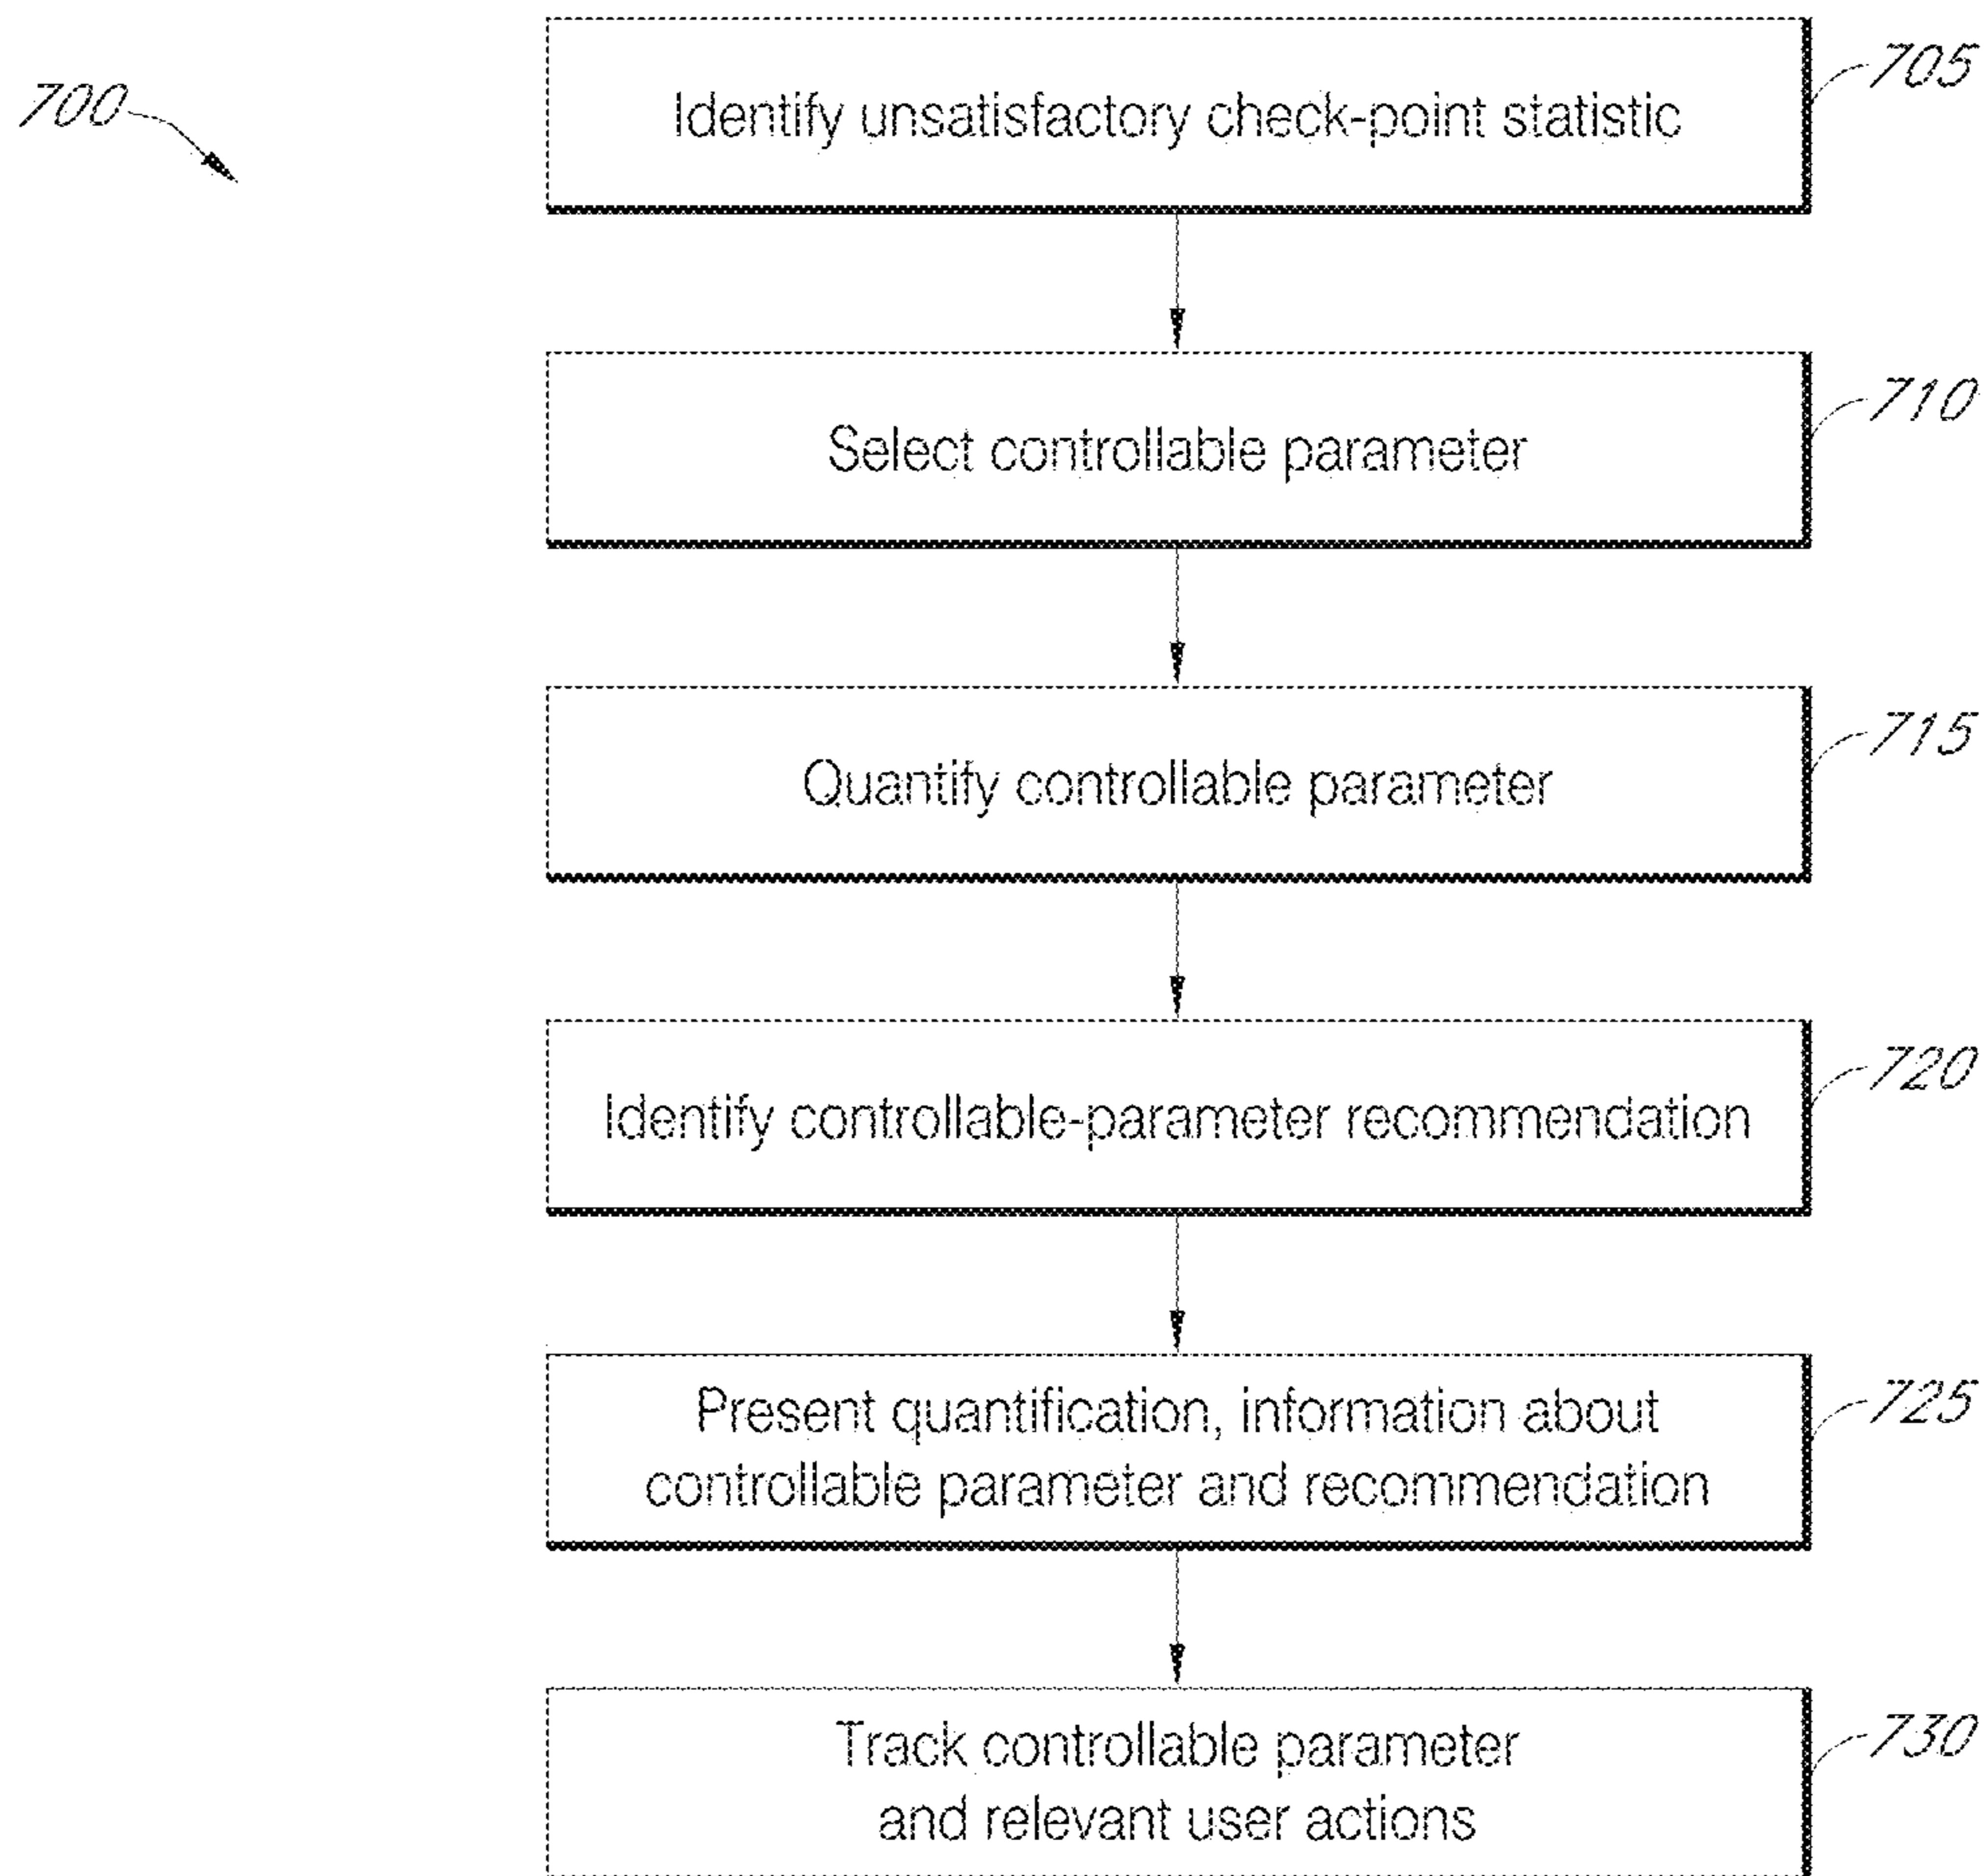 700
Identify unsatisfactory check-point statistic
705
Select controllable parameter
710
Quantify controllable parameter
715
Identify controllable-parameter recommendation
720
Present quantification, information about
controllable parameter and recommendation
725
Track controllable parameter
and relevant user actions
730